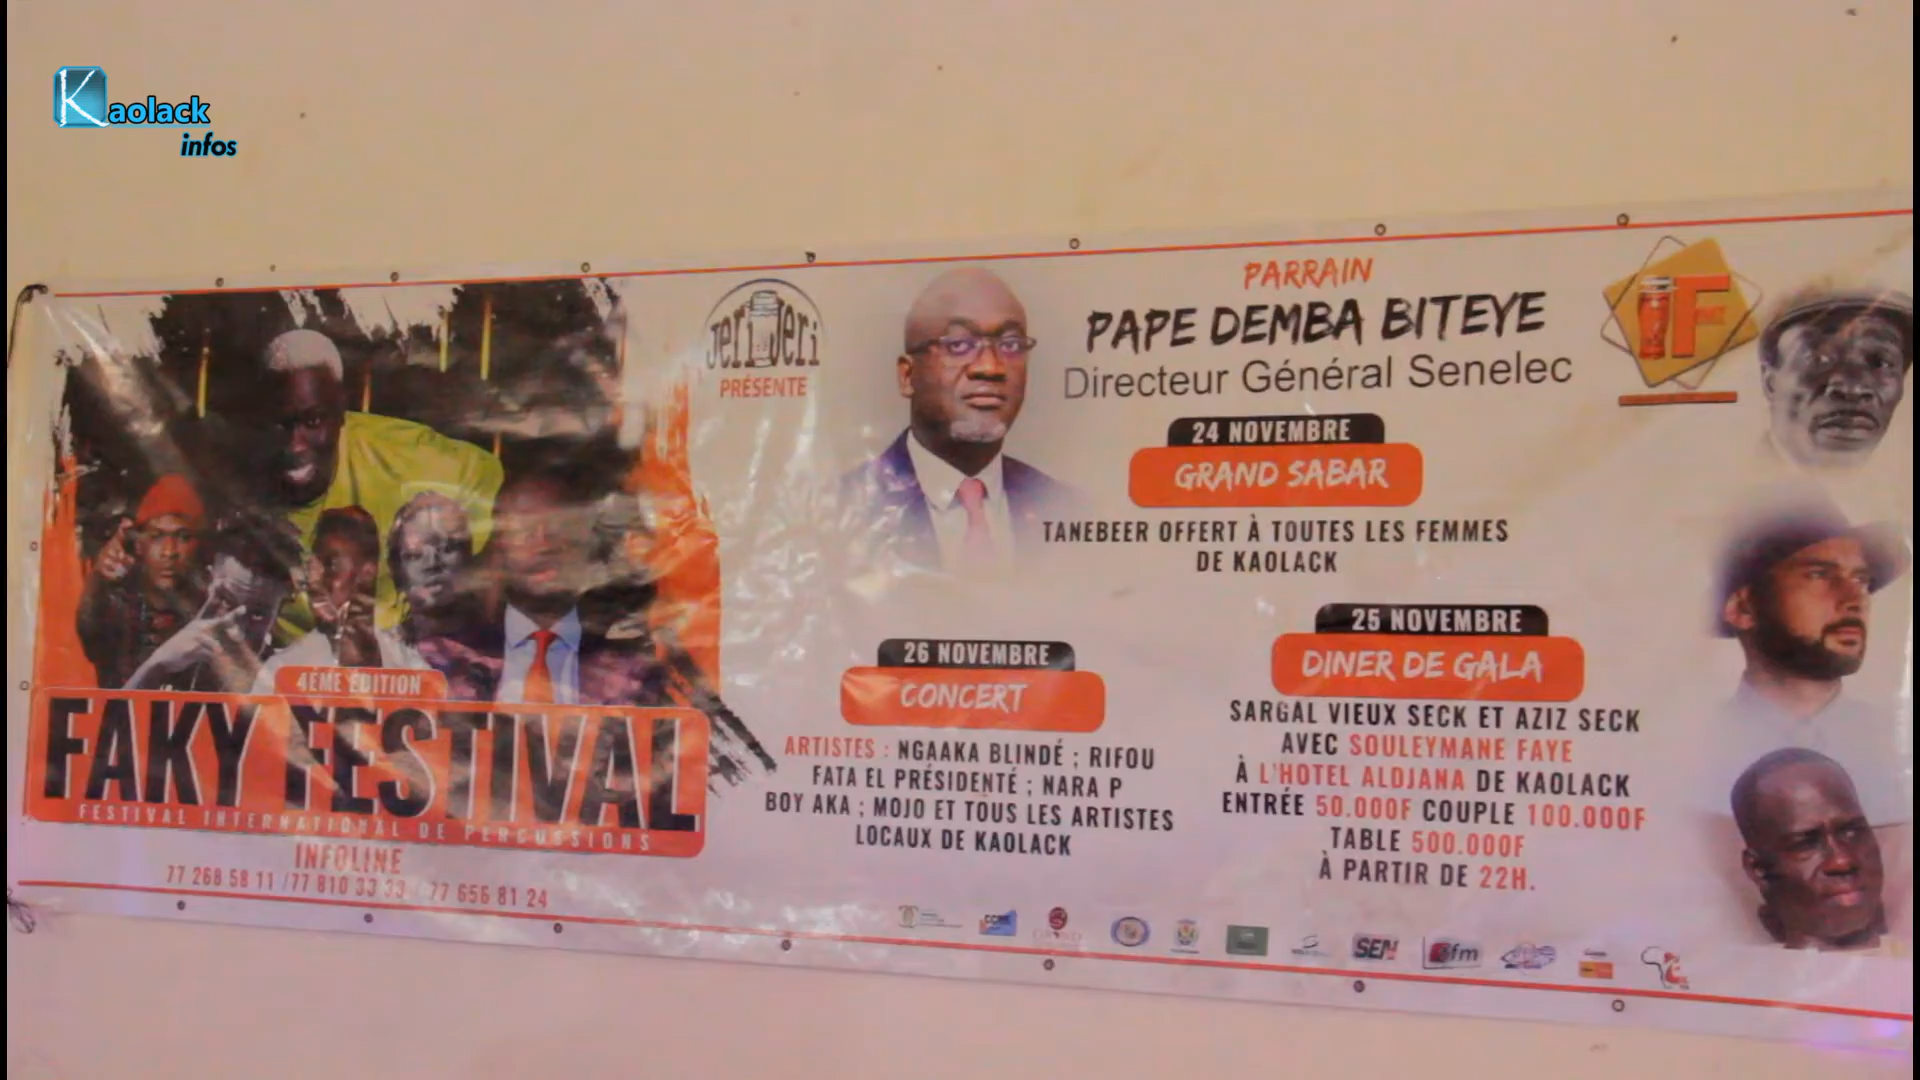 Kaolack
infos
Jeri Jeri
PRÉSENTE
4ÈME ÉDITION
FAKY FESTIVAL
FESTIVAL INTERNATIONAL DE PERCUSSIONS
INFOLINE
77 268 58 11 /77 810 33 33 / 77 656 81 24
PARRAIN
PAPE DEMBA BITEYE
Directeur Général Senelec
24 NOVEMBRE
GRAND SABAR
TANEBEER OFFERT À TOUTES LES FEMMES
DE KAOLACK
26 NOVEMBRE
CONCERT
ARTISTES : NGAAKA BLINDÉ ; RIFOU
FATA EL PRÉSIDENTÉ ; NARA P
BOY AKA ; MOJO ET TOUS LES ARTISTES
LOCAUX DE KAOLACK
25 NOVEMBRE
DINER DE GALA
SARGAL VIEUX SECK ET AZIZ SECK
AVEC SOULEYMANE FAYE
À L'HOTEL ALDJANA DE KAOLACK
ENTRÉE 50.000F COUPLE 100.000F
TABLE 500.000F
À PARTIR DE 22H.
SEN
fm